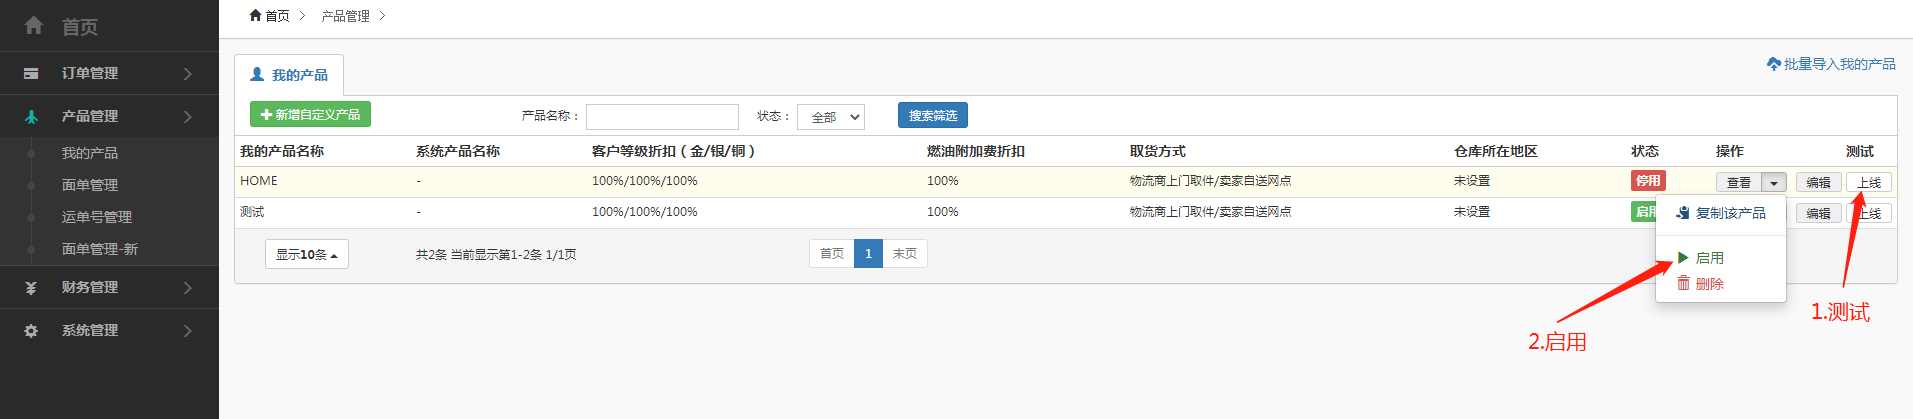 首页
订单管理
产品管理
我的产品
面单管理
运单号管理
面单管理-新
财务管理
系统管理
首页 产品管理
我的产品
批量导入我的产品
新增自定义产品 产品名称： 状态： 全部 搜索筛选
我的产品名称 系统产品名称 客户等级折扣（金/银/铜） 燃油附加费折扣 取货方式 仓库所在地区 状态 操作 测试
HOME - 100%/100%/100% 100% 物流商上门取件/卖家自送网点 未设置 停用 查看 编辑 上线
测试 - 100%/100%/100% 100% 物流商上门取件/卖家自送网点 未设置 启用 编辑 上线
复制该产品
启用
删除
显示10条 共2条 当前显示第1-2条 1/1页 首页 1 末页
1.测试
2.启用